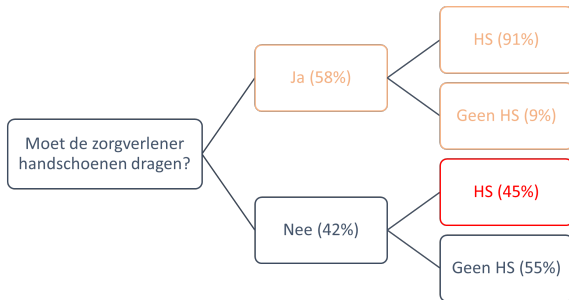 Moet de zorgverlener
handschoenen dragen?
Ja (58%)
HS (91%)
Geen HS (9%)
Nee (42%)
HS (45%)
Geen HS (55%)